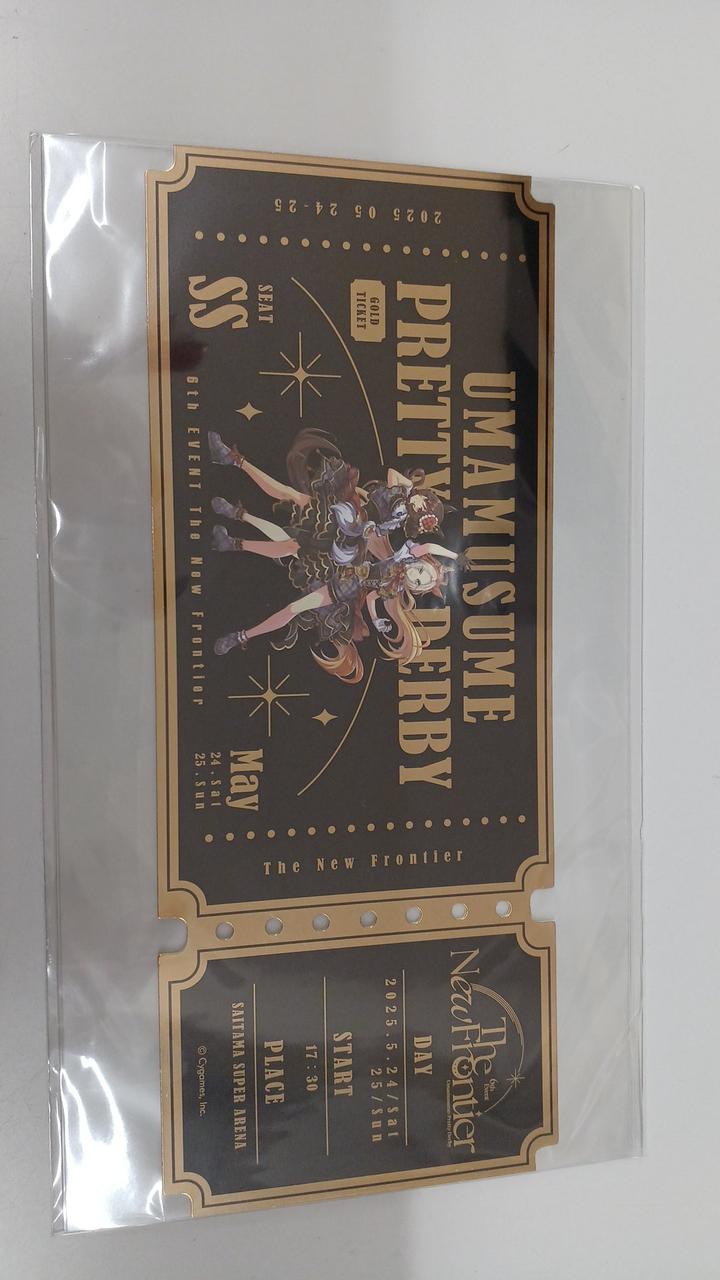 2025 05 24-25
UMAMUSUME
PRETTY DERBY
GOLD
TICKET
SEAT
SS
May
24.Sat
25.Sun
6th EVENT The New Frontier
The New Frontier
6th
Event
The
New Frontier
DAY
2025.5.24/Sat
25/Sun
START
17:30
PLACE
SAITAMA SUPER ARENA
© Cygames, Inc.